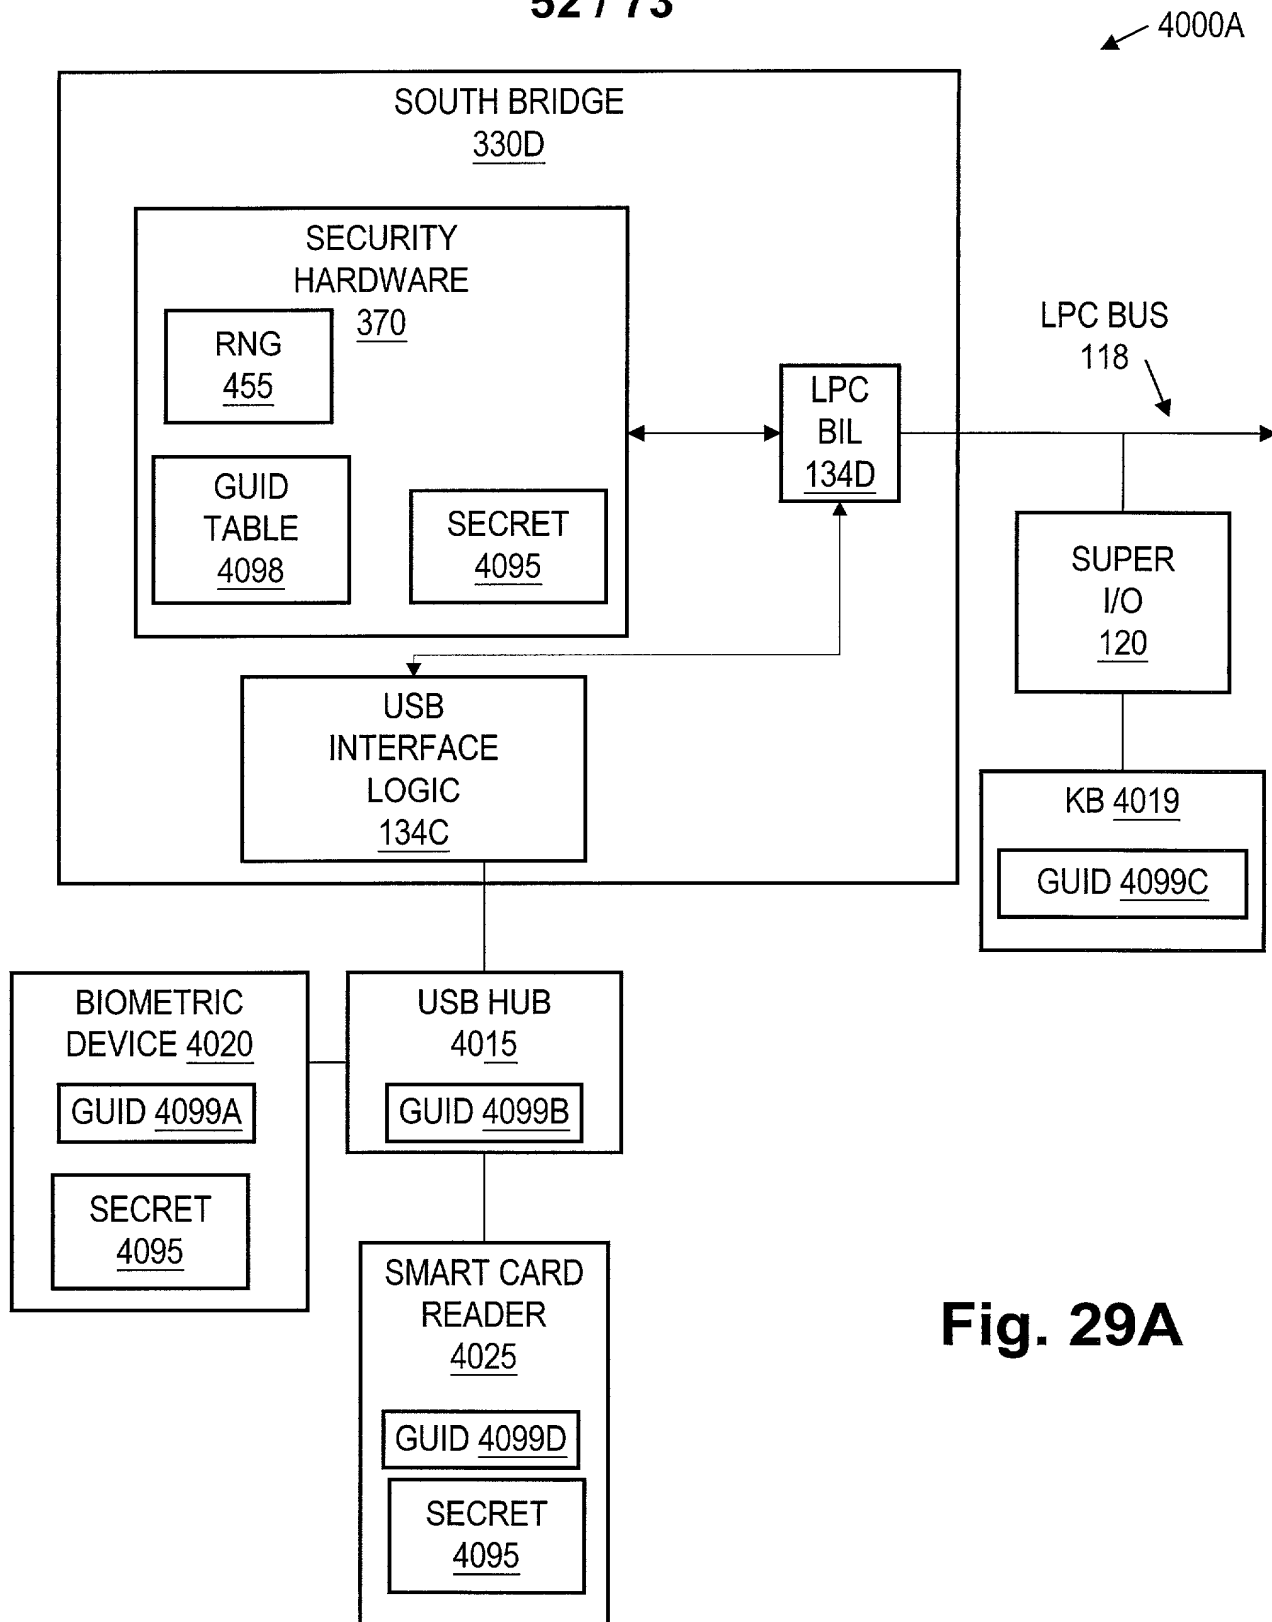 52 / 73
4000A
SOUTH BRIDGE
330D
SECURITY
HARDWARE
370
RNG
455
GUID
TABLE
4098
SECRET
4095
LPC
BIL
134D
LPC BUS
118
SUPER
I/O
120
USB
INTERFACE
LOGIC
134C
KB 4019
GUID 4099C
BIOMETRIC
DEVICE 4020
GUID 4099A
SECRET
4095
USB HUB
4015
GUID 4099B
SMART CARD
READER
4025
GUID 4099D
SECRET
4095
Fig. 29A